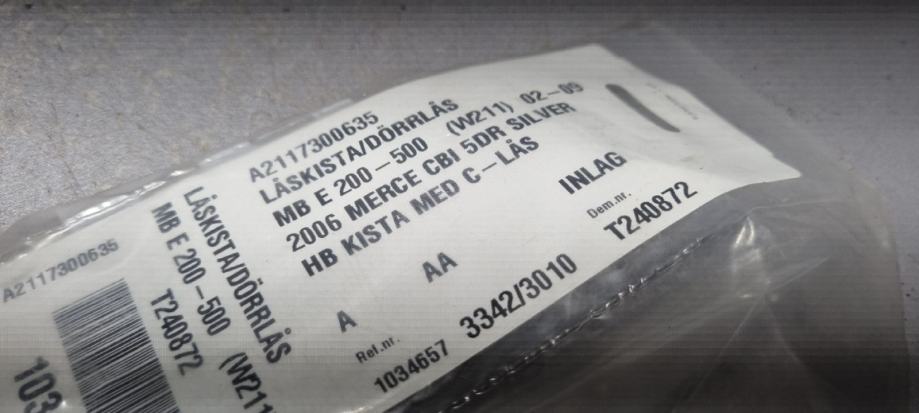 A2117300635
LÅSKISTA/DÖRRLÅS
MB E 200-500 (W211) 02-09
2006 MERCE CBI 5DR SILVER
HB KISTA MED C-LÅS
INLAG
A AA
Dem.nr.
T240872
Ref.nr.
1034657 3342/3010
LÅSKISTA/DÖRRLÅS
MB E 200-500 (W211
T240872
A2117300635
103